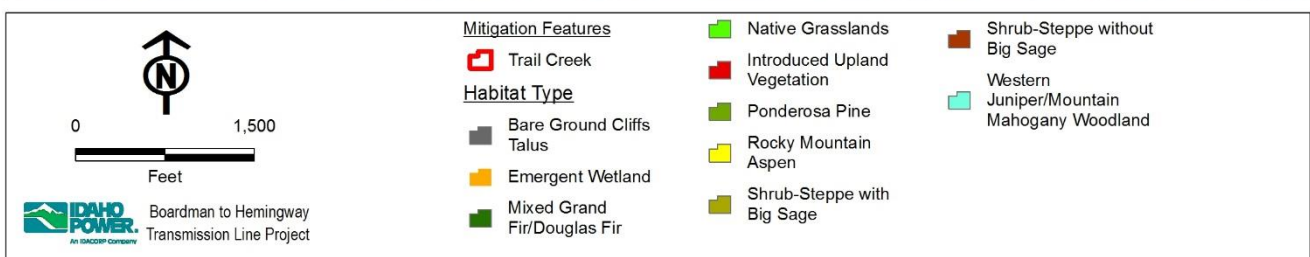 N
0 1,500
Feet
IDAHO
POWER.
An IDACORP Company
Boardman to Hemingway
Transmission Line Project
Mitigation Features
Trail Creek
Habitat Type
Bare Ground Cliffs
Talus
Emergent Wetland
Mixed Grand
Fir/Douglas Fir
Native Grasslands
Introduced Upland
Vegetation
Ponderosa Pine
Rocky Mountain
Aspen
Shrub-Steppe with
Big Sage
Shrub-Steppe without
Big Sage
Western
Juniper/Mountain
Mahogany Woodland